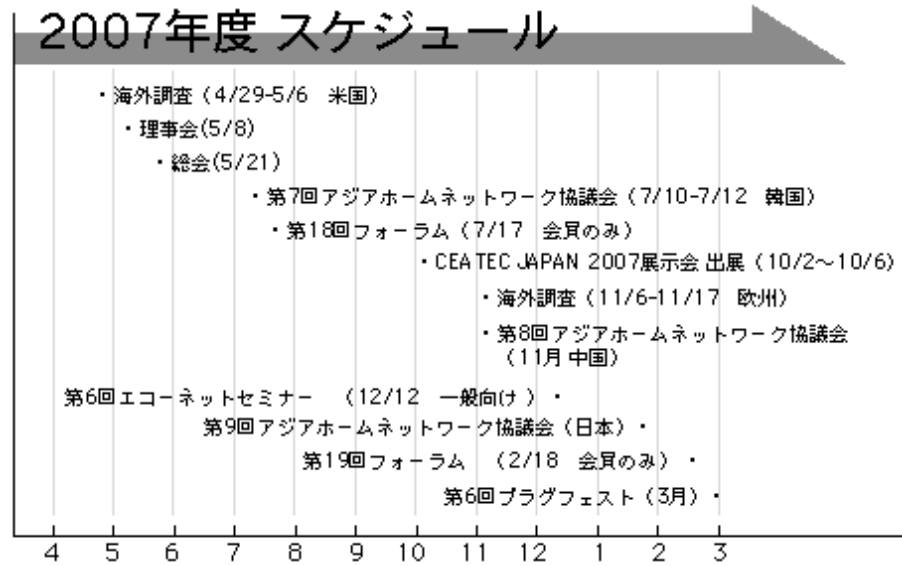 2007年度 スケジュール
・海外調査（4/29-5/6　米国）
・理事会(5/8)
・総会(5/21)
・第7回アジアホームネットワーク協議会（7/10-7/12　韓国）
・第18回フォーラム（7/17　会員のみ）
・CEATEC JAPAN 2007展示会 出展（10/2～10/6）
・海外調査（11/6-11/17　欧州）
・第8回アジアホームネットワーク協議会
（11月 中国）
第6回エコーネットセミナー　（12/12　一般向け ）・
第9回アジアホームネットワーク協議会（日本）・
第19回フォーラム　（2/18　会員のみ）・
第6回プラグフェスト（3月）・
4 5 6 7 8 9 10 11 12 1 2 3